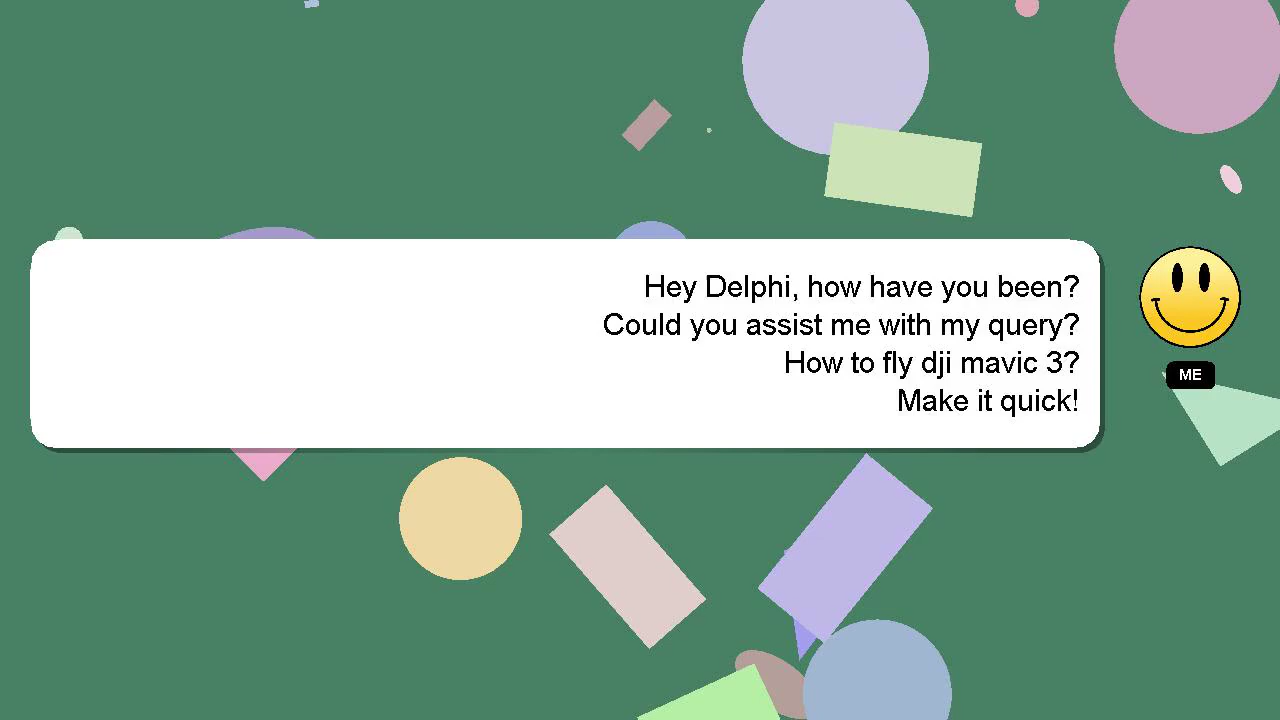 Hey Delphi, how have you been?
Could you assist me with my query?
How to fly dji mavic 3?
Make it quick!
ME